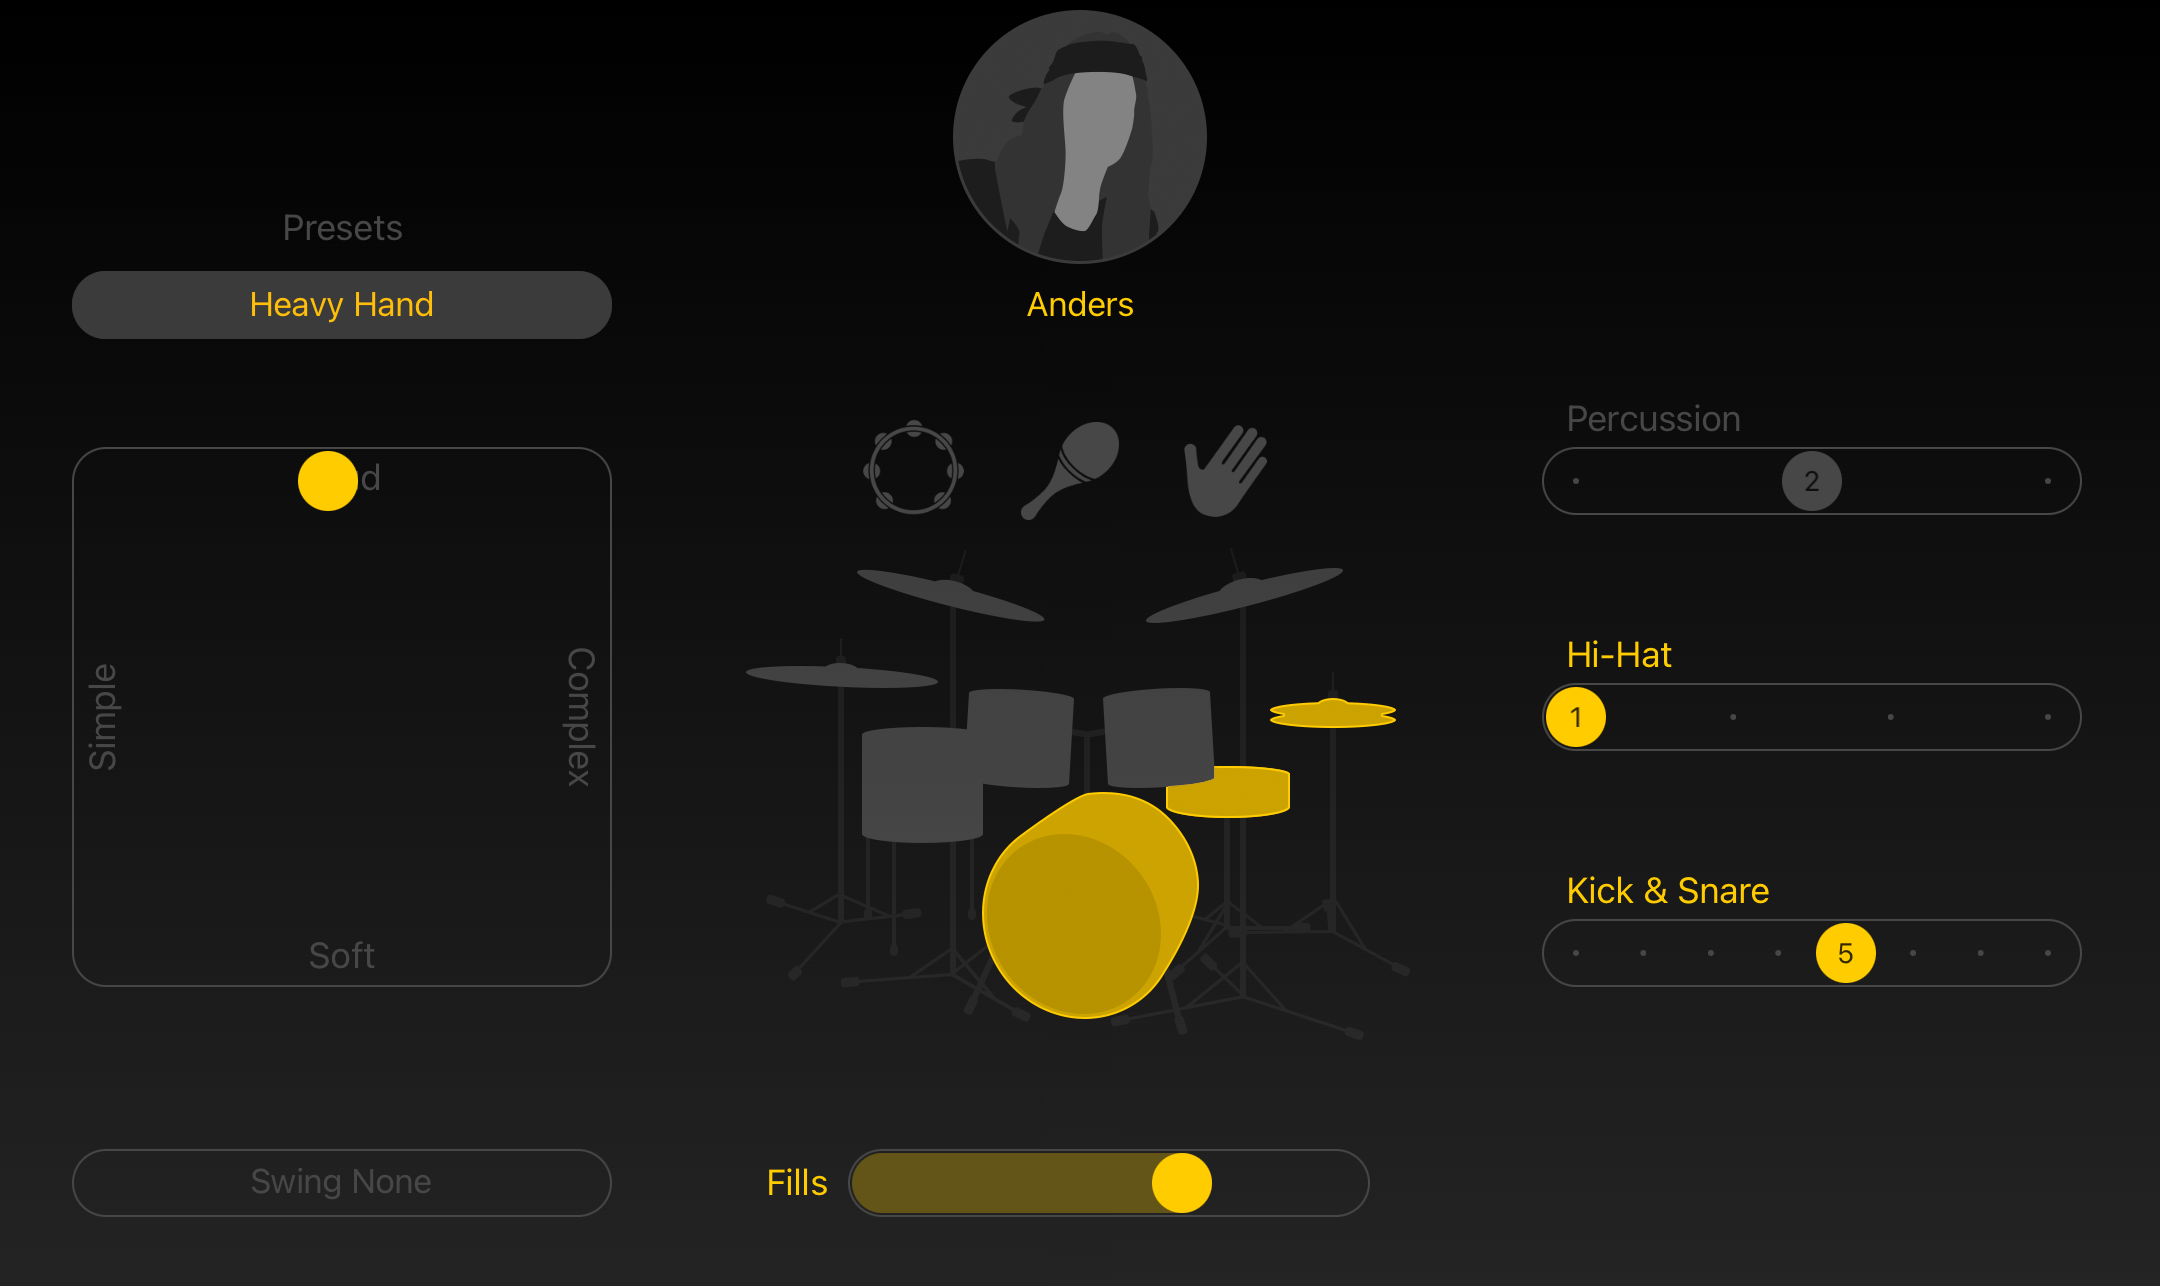 Presets
Heavy Hand
Anders
d
Simple
Complex
Soft
Swing None
Fills
Percussion
2
Hi-Hat
1
Kick & Snare
5